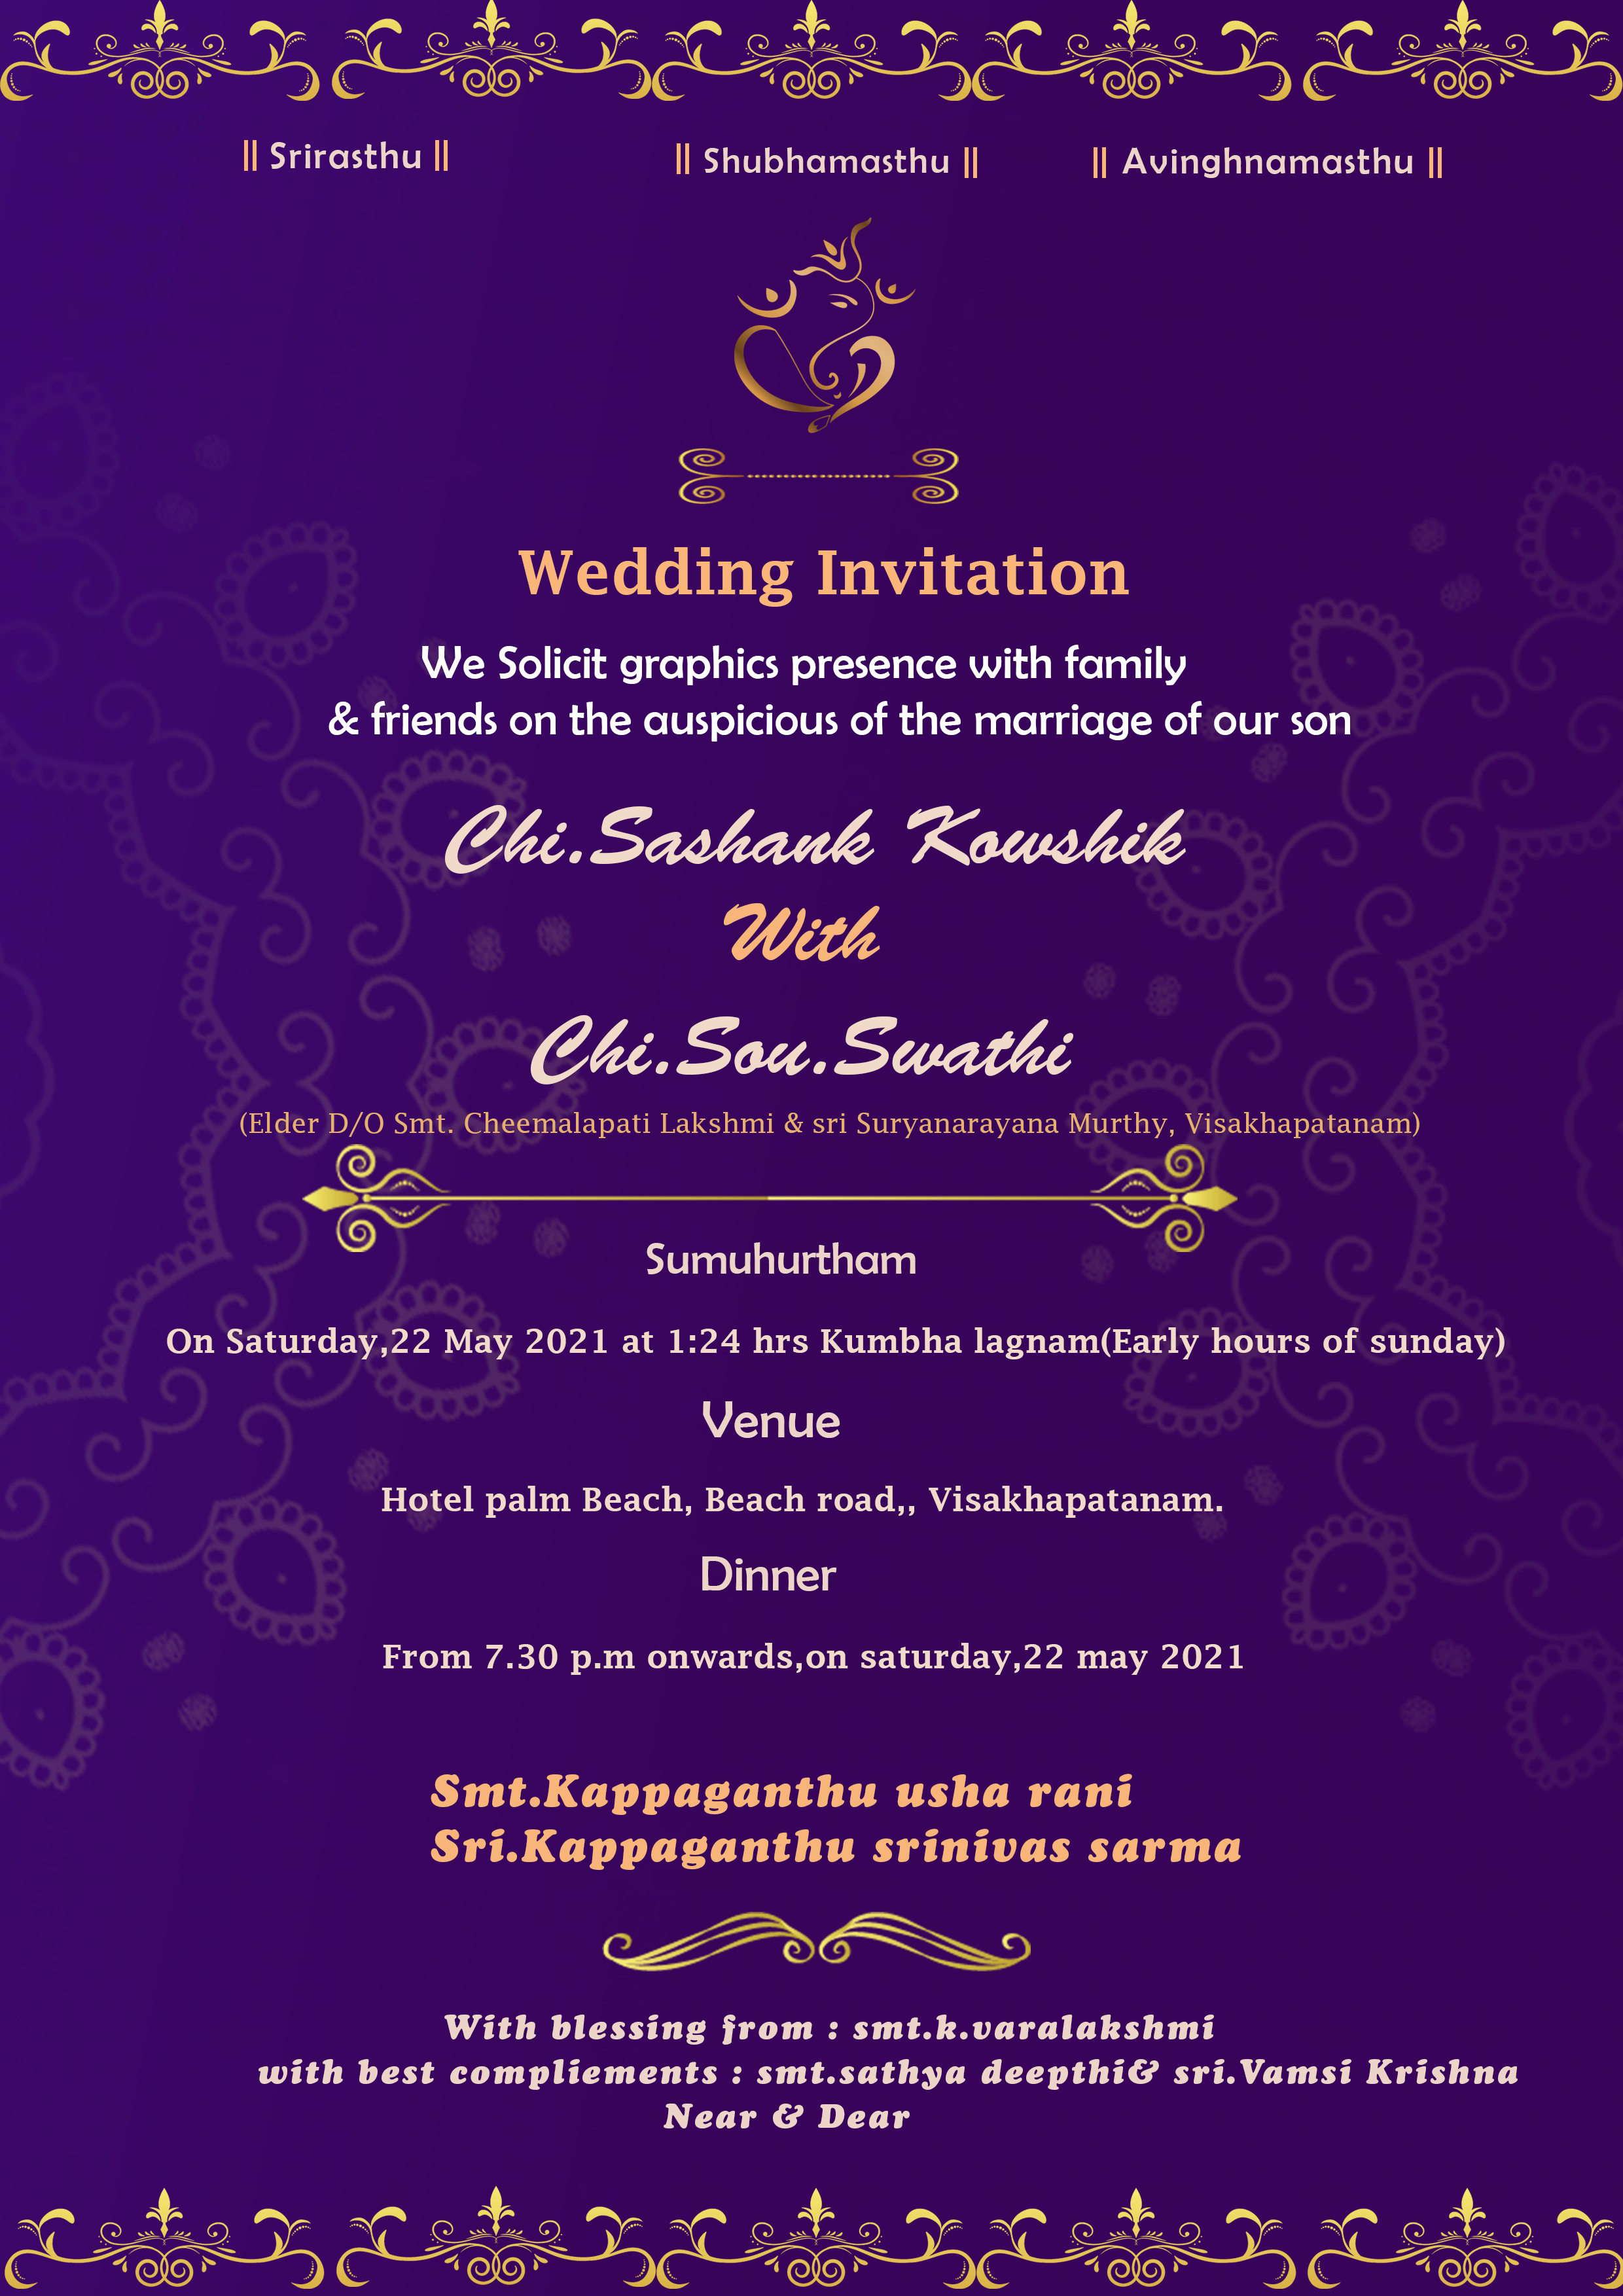 || Srirasthu || || Shubhamasthu || || Avinghnamasthu ||
Wedding Invitation
We Solicit graphics presence with family
& friends on the auspicious of the marriage of our son
Chi.Sashank Kowshik
With
Chi.Sou.Swathi
(Elder D/O Smt. Cheemalapati Lakshmi & sri Suryanarayana Murthy, Visakhapatanam)
Sumuhurtham
On Saturday,22 May 2021 at 1:24 hrs Kumbha lagnam(Early hours of sunday)
Venue
Hotel palm Beach, Beach road,, Visakhapatanam.
Dinner
From 7.30 p.m onwards,on saturday,22 may 2021
Smt.Kappaganthu usha rani
Sri.Kappaganthu srinivas sarma
With blessing from : smt.k.varalakshmi
with best compliements : smt.sathya deepthi& sri.Vamsi Krishna
Near & Dear